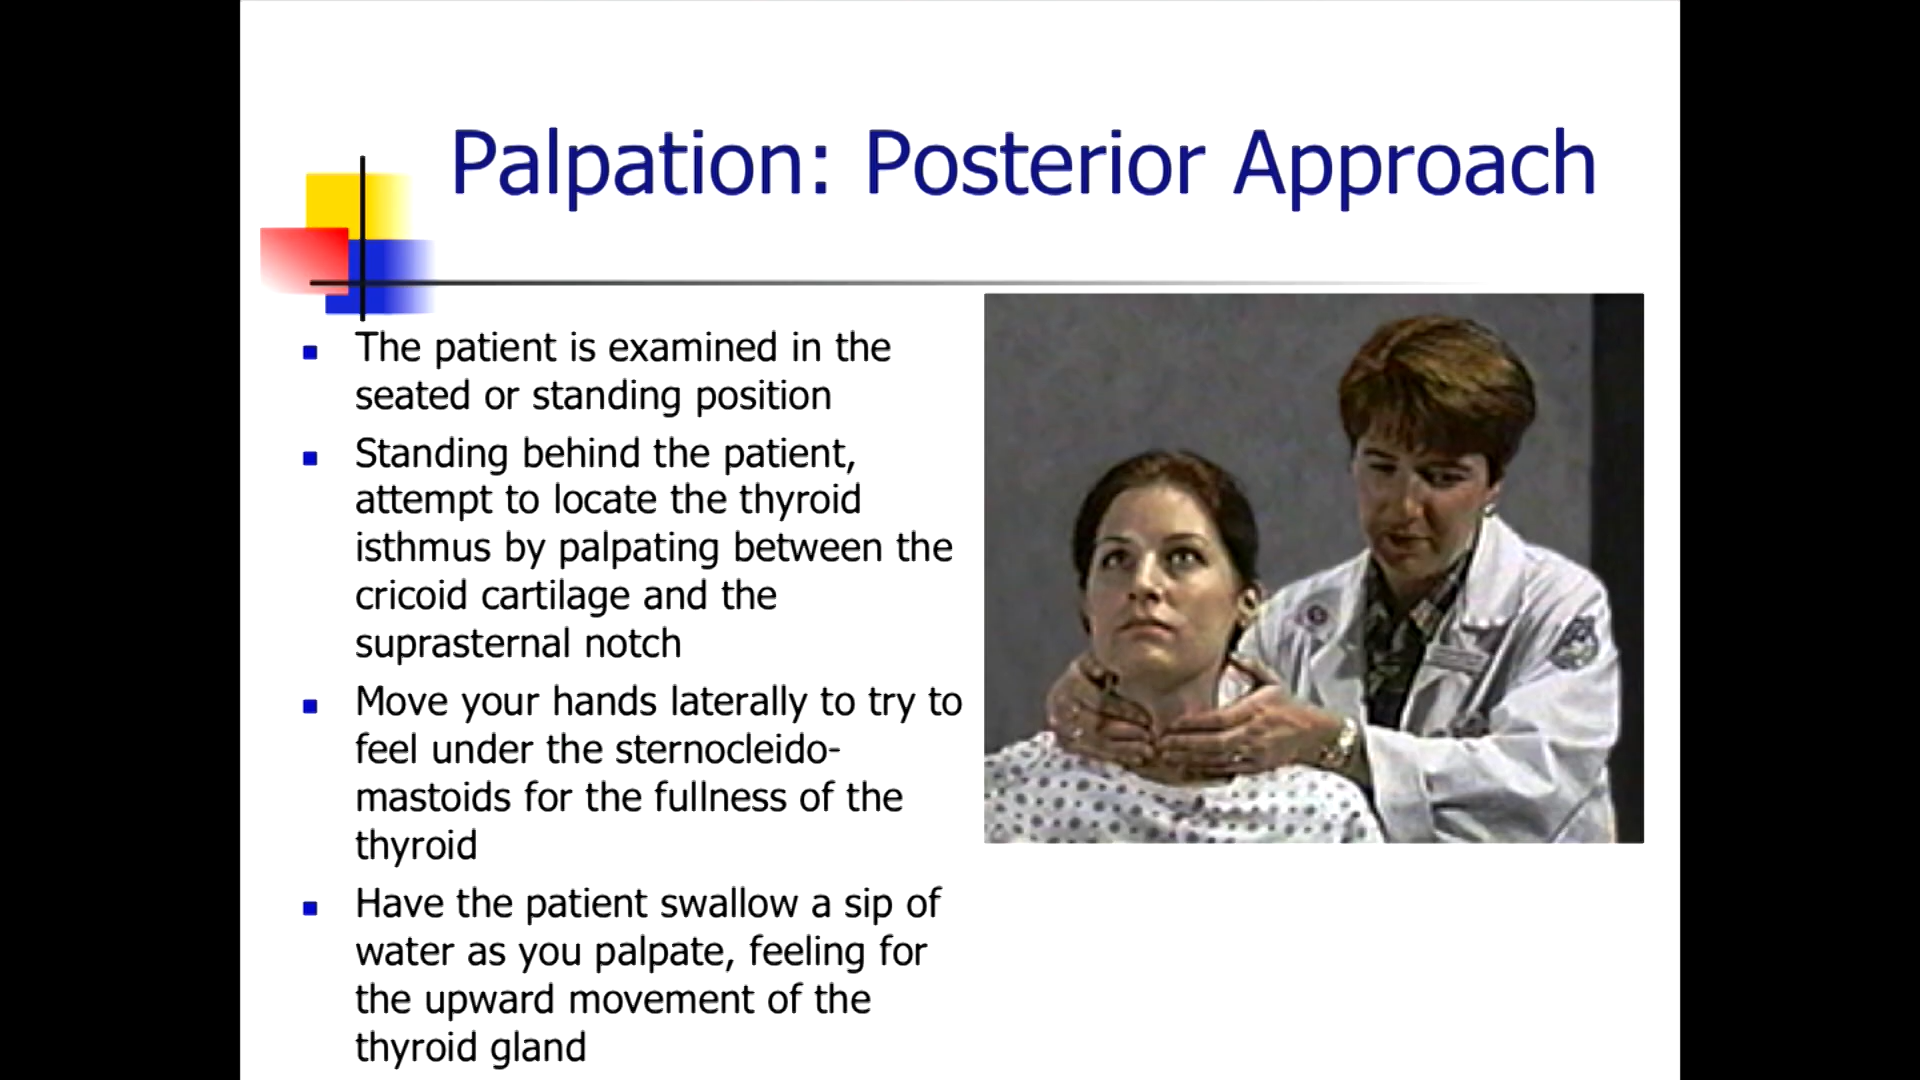 Palpation: Posterior Approach
The patient is examined in the
seated or standing position
Standing behind the patient,
attempt to locate the thyroid
isthmus by palpating between the
cricoid cartilage and the
suprasternal notch
Move your hands laterally to try to
feel under the sternocleido-
mastoids for the fullness of the
thyroid
Have the patient swallow a sip of
water as you palpate, feeling for
the upward movement of the
thyroid gland